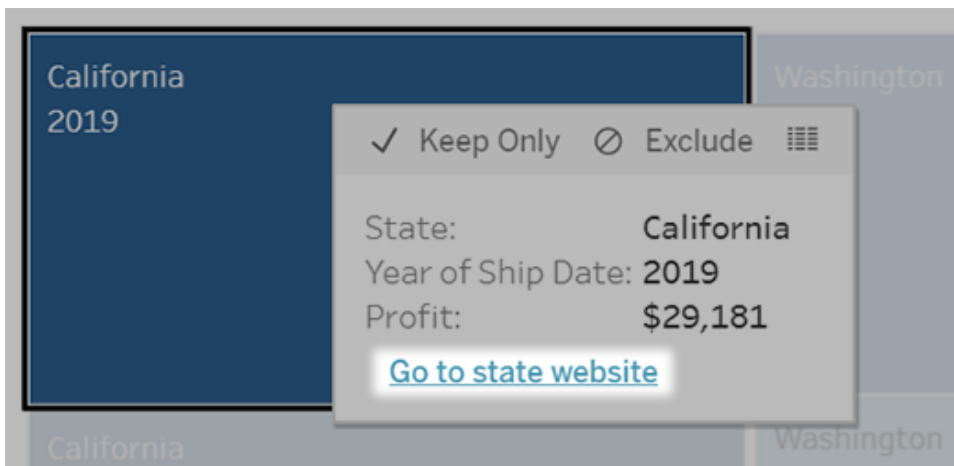 California
2019
Washington
Keep Only Exclude
State: California
Year of Ship Date: 2019
Profit: $29,181
Go to state website
California
Washington